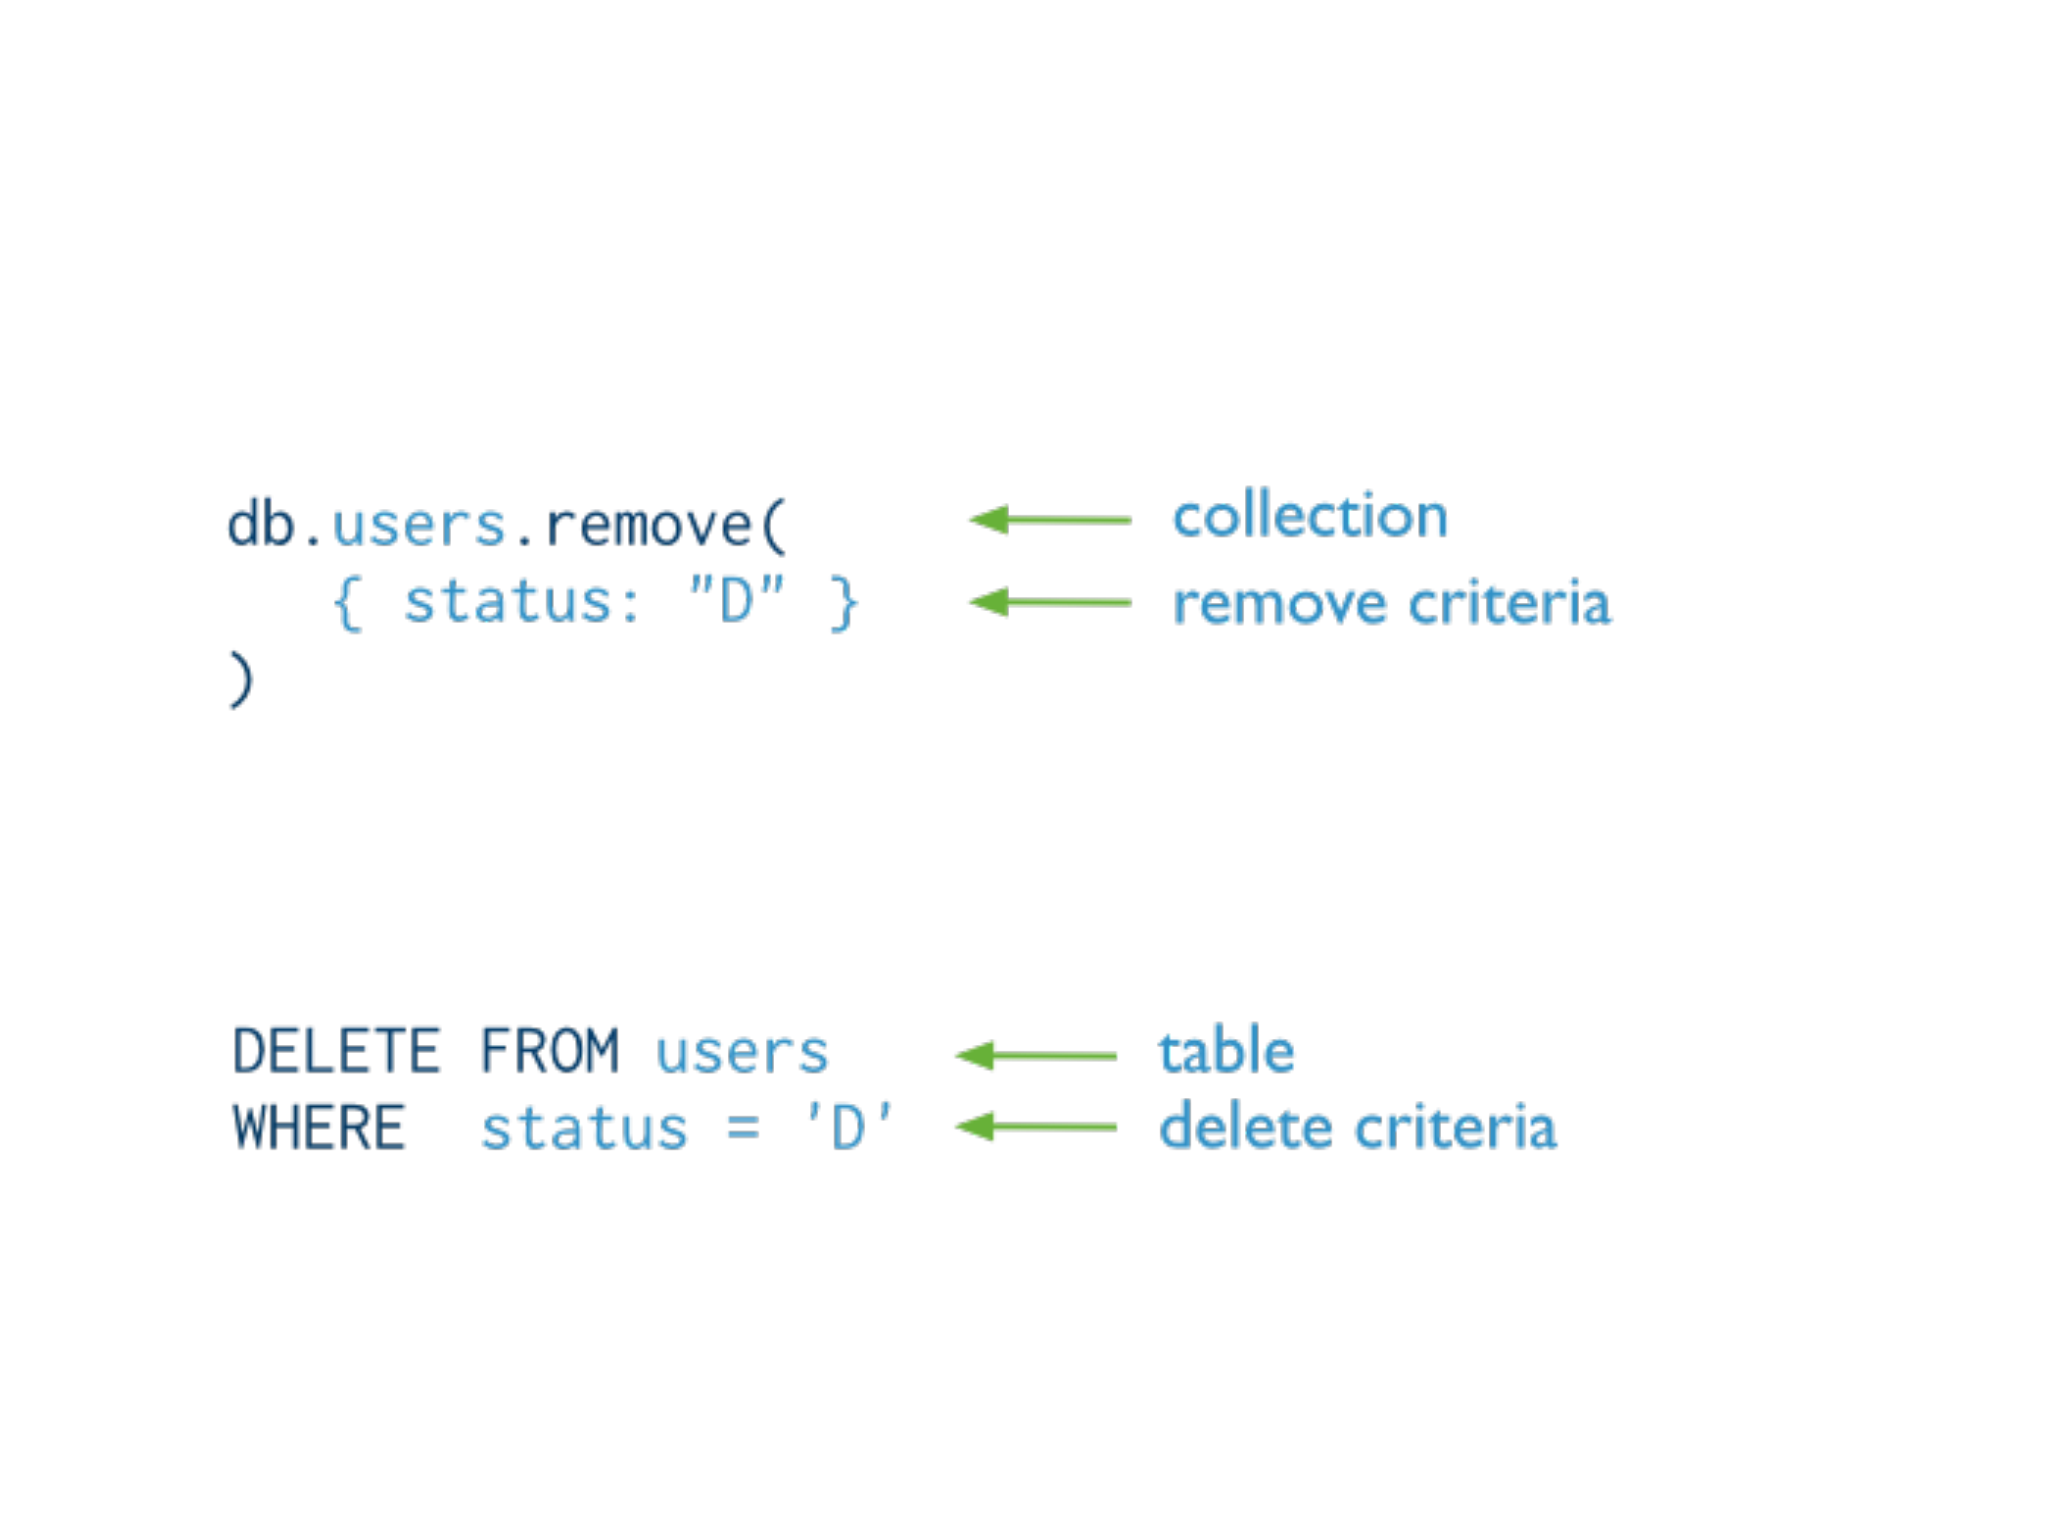 db.users.remove( collection
{ status: "D" } remove criteria
)
DELETE FROM users table
WHERE status = 'D' delete criteria